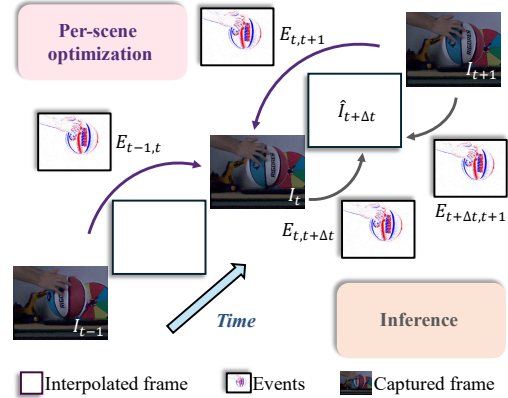 Per-scene
optimization
E_{t,t+1}
I_{t+1}
Î_{t+Δt}
E_{t-1,t}
I_t
E_{t+Δt,t+1}
E_{t,t+Δt}
I_{t-1}
Time
Inference
Interpolated frame
Events
Captured frame